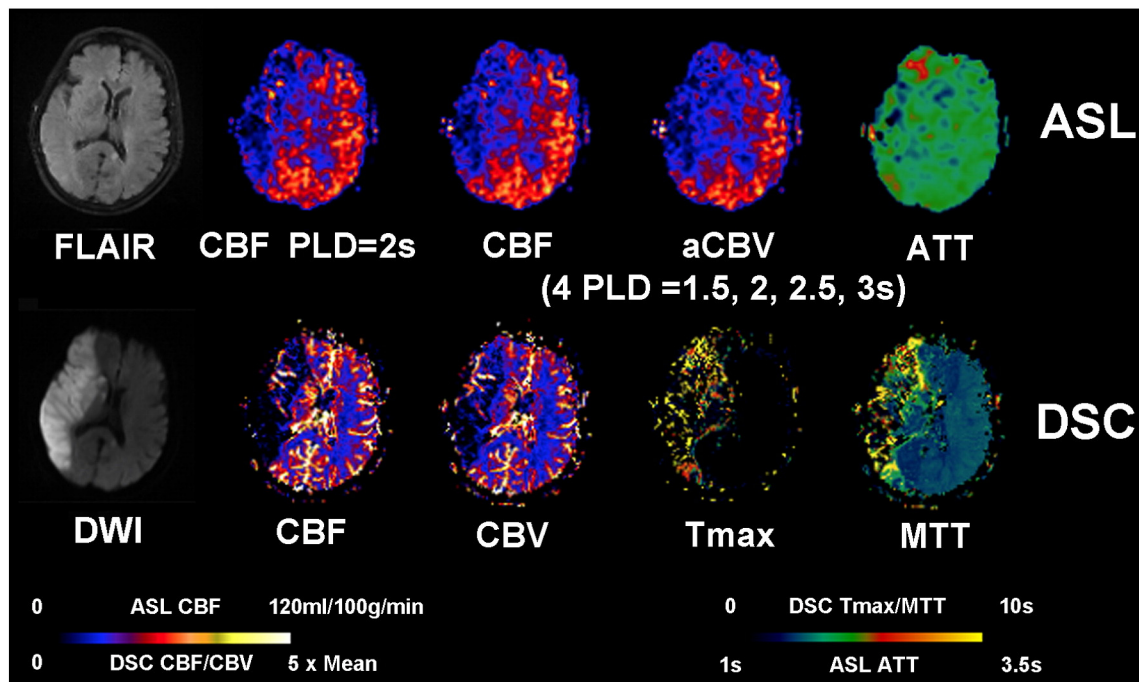 ASL
FLAIR
CBF PLD=2s
CBF
aCBV
ATT
(4 PLD =1.5, 2, 2.5, 3s)
DSC
DWI
CBF
CBV
Tmax
MTT
0 ASL CBF 120ml/100g/min
0 DSC CBF/CBV 5 x Mean
0 DSC Tmax/MTT 10s
1s ASL ATT 3.5s